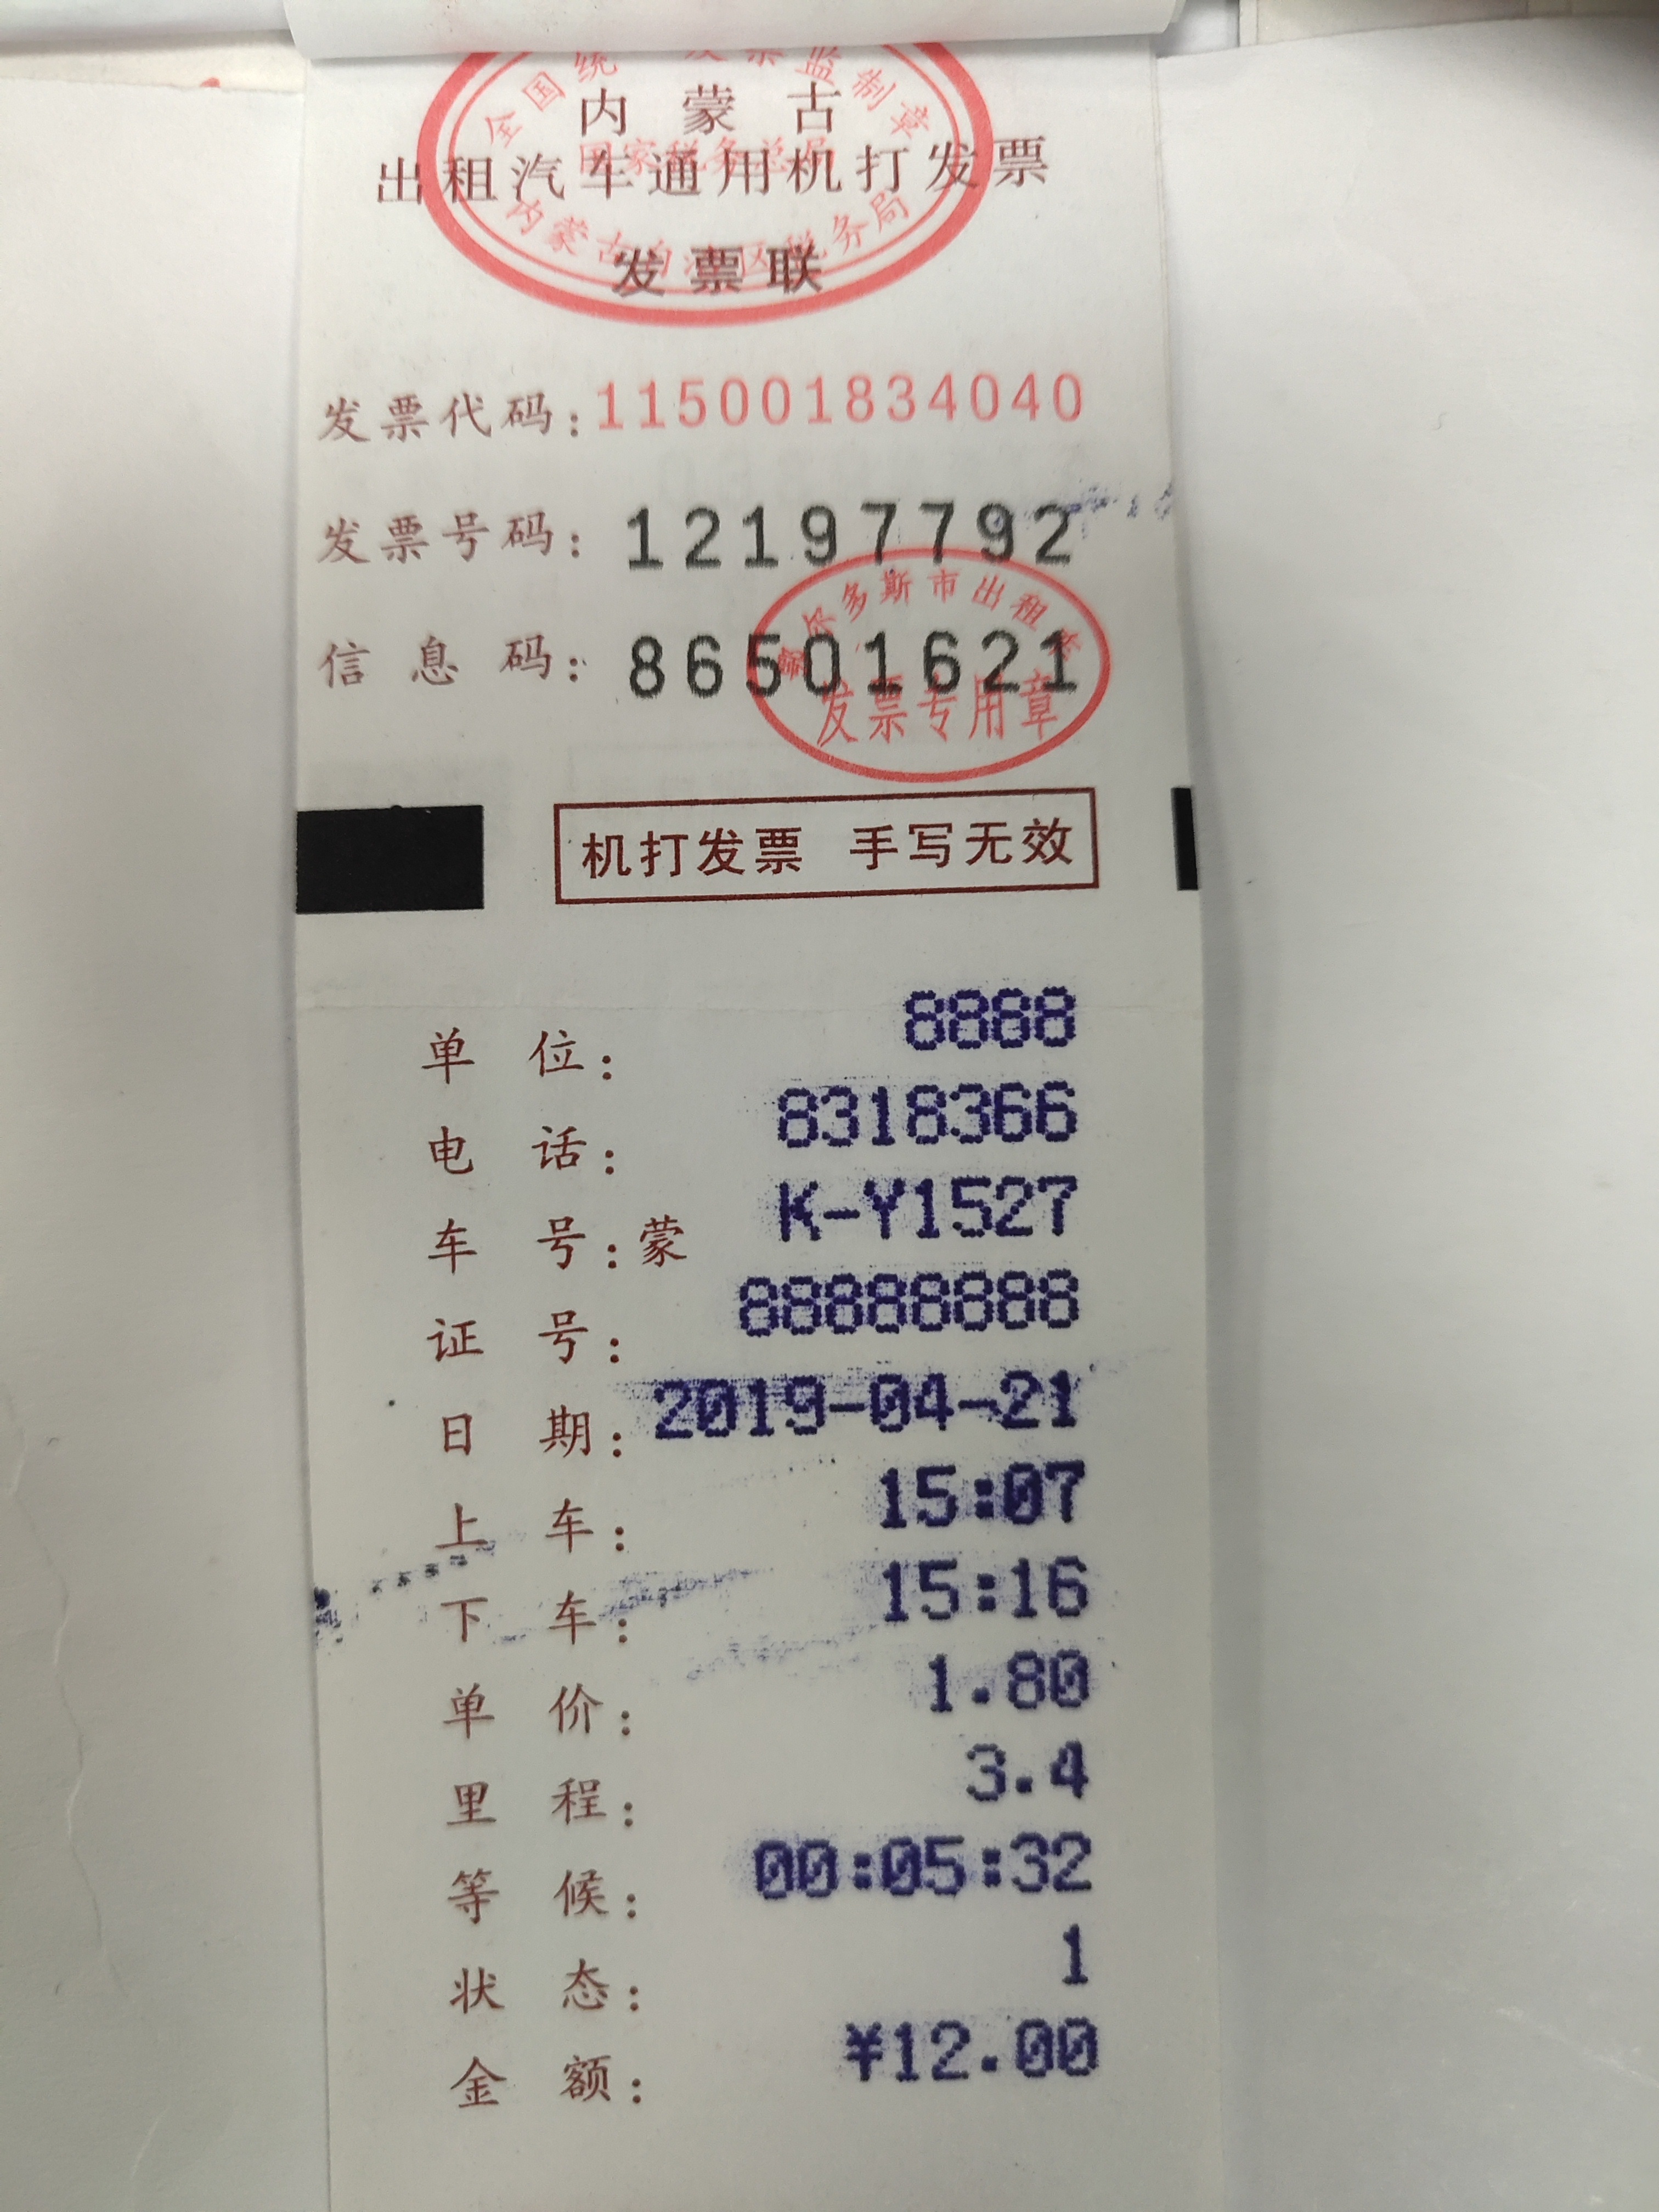 全国统一发票监制章
内蒙古
国家税务总局
出租汽车通用机打发票
内蒙古自治区税务局
发票联
发票代码:115001834040
发票号码:12197792
信息码:86501621
鄂尔多斯市出租
发票专用章
机打发票 手写无效
单位:8888
电话:8318366
车号:蒙K-Y1527
证号:88888888
日期:2019-04-21
上车:15:07
下车:15:16
单价:1.80
里程:3.4
等候:00:05:32
状态:1
金额:¥12.00